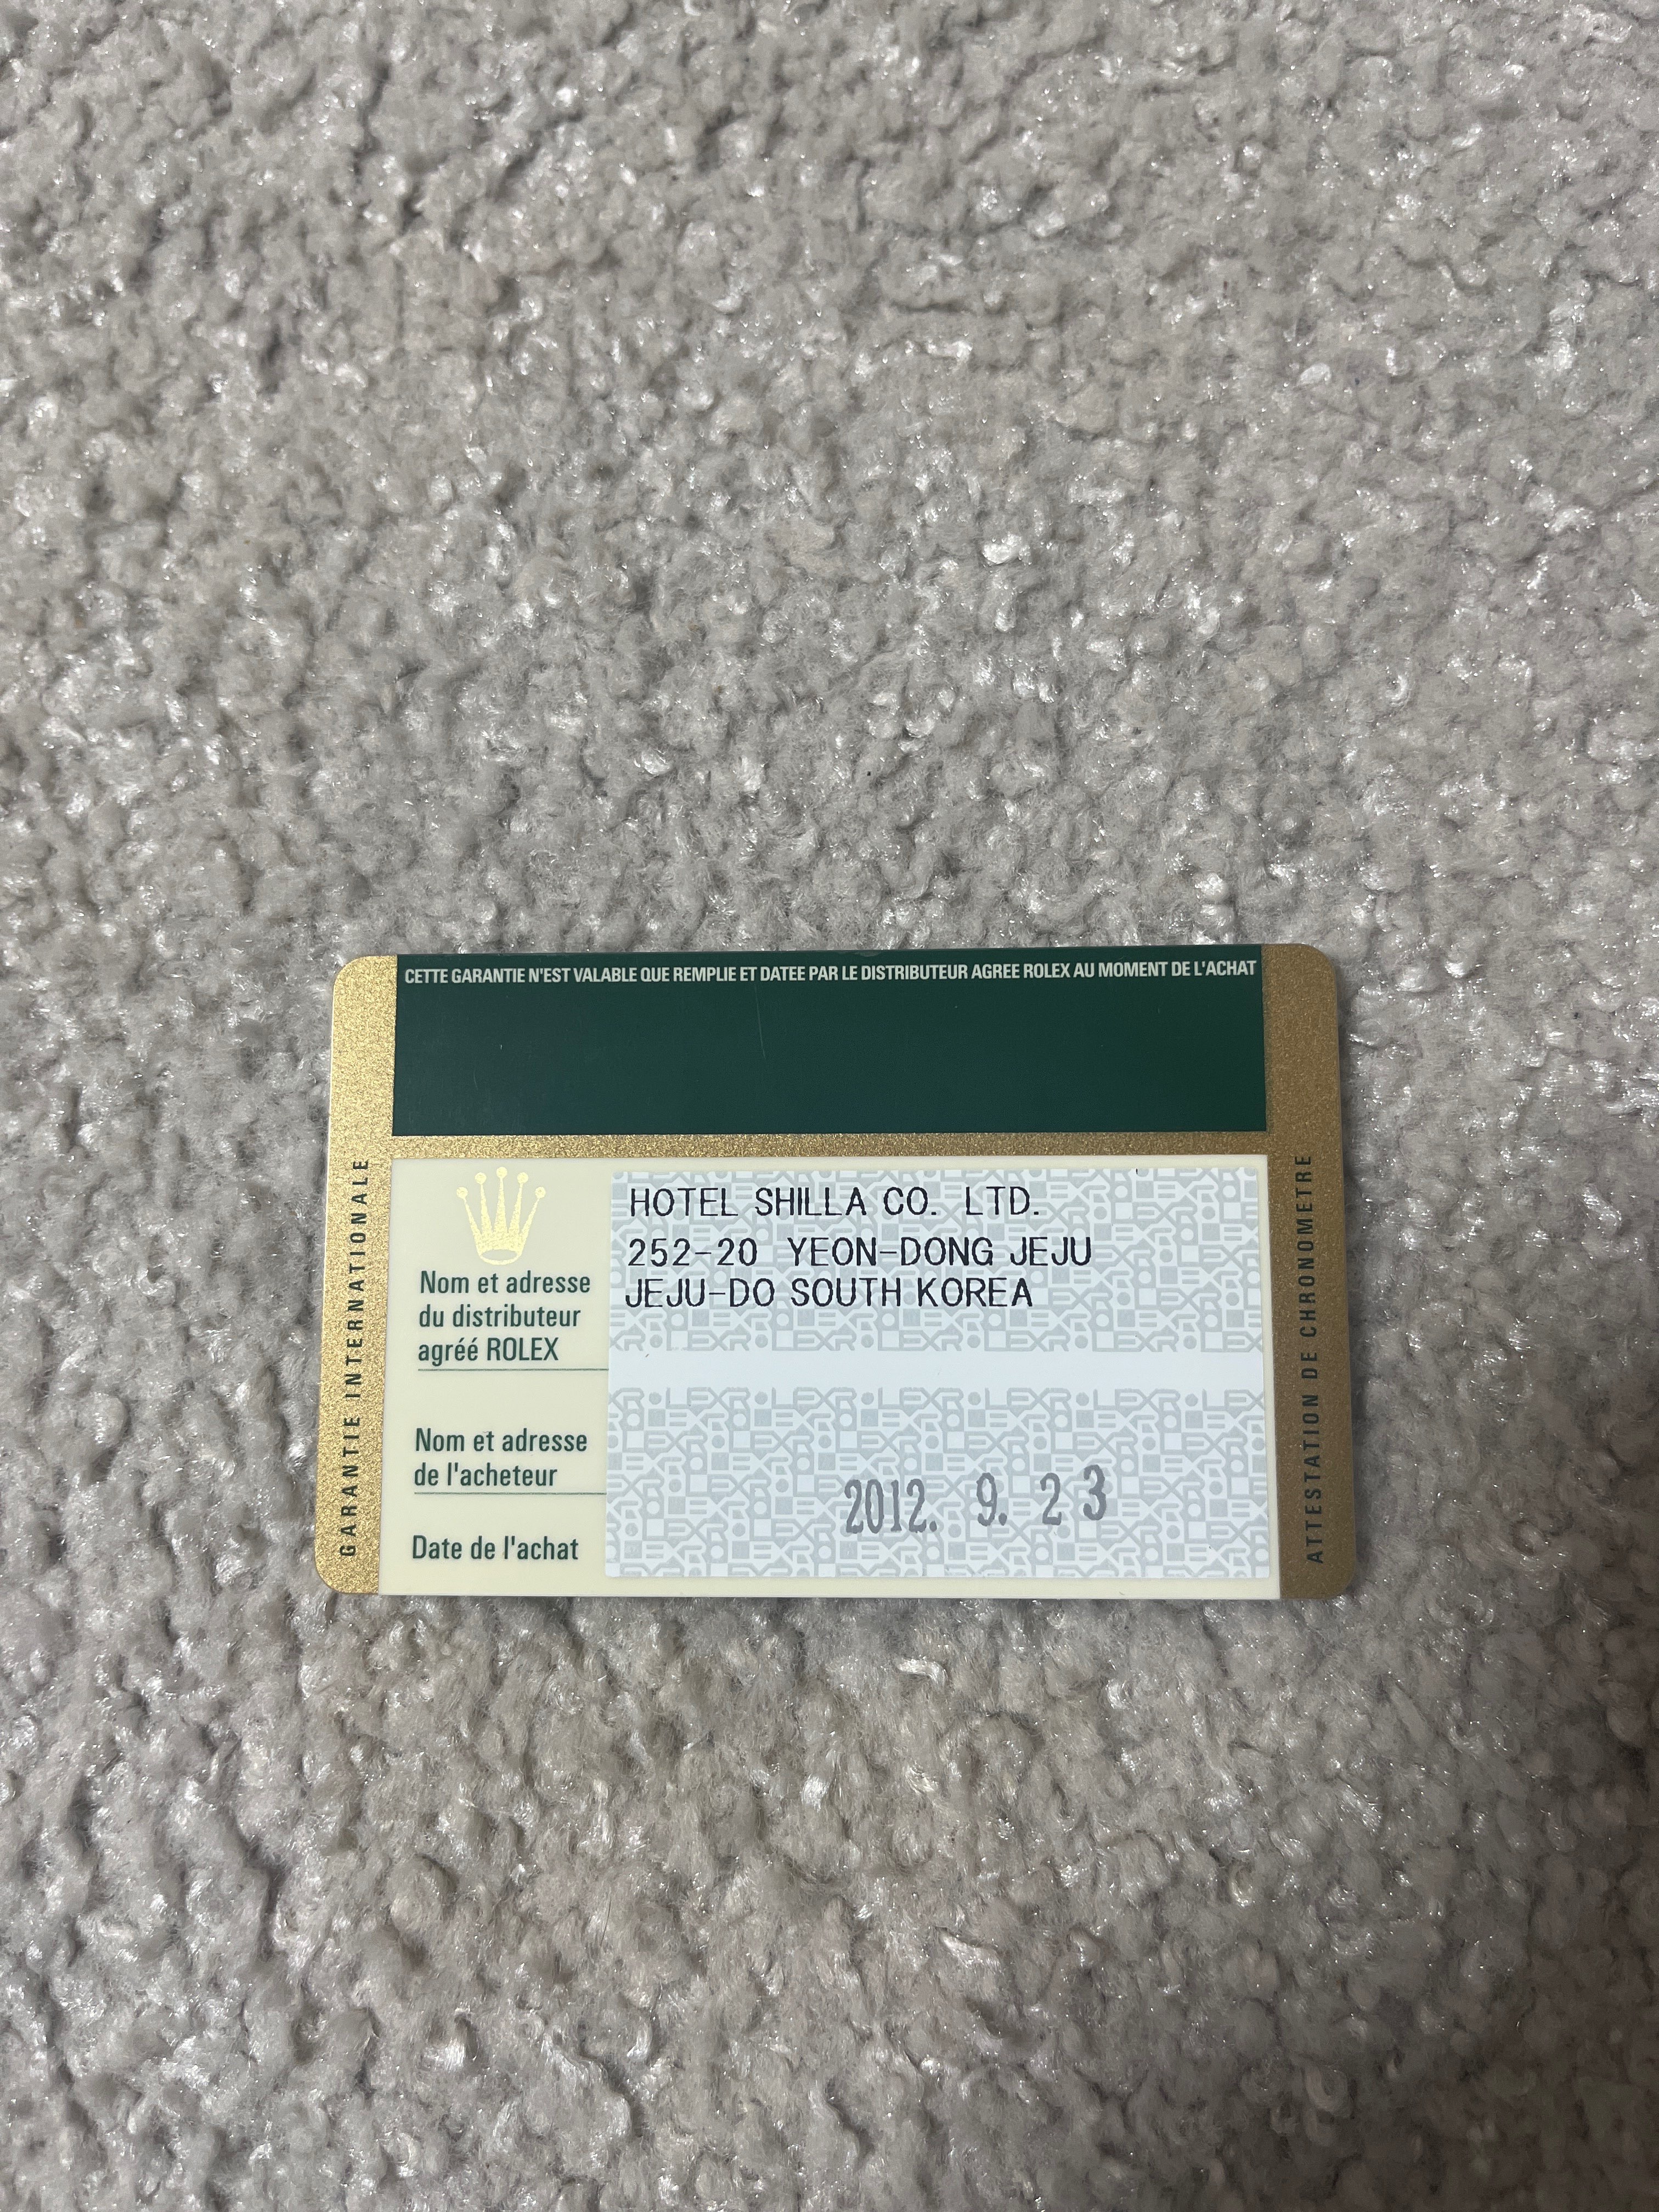 CETTE GARANTIE N'EST VALABLE QUE REMPLIE ET DATEE PAR LE DISTRIBUTEUR AGREE ROLEX AU MOMENT DE L'ACHAT
GARANTIE INTERNATIONALE
Nom et adresse
du distributeur
agréé ROLEX
HOTEL SHILLA CO. LTD.
252-20 YEON-DONG JEJU
JEJU-DO SOUTH KOREA
Nom et adresse
de l'acheteur
Date de l'achat
2012. 9. 23
ATTESTATION DE CHRONOMETRE